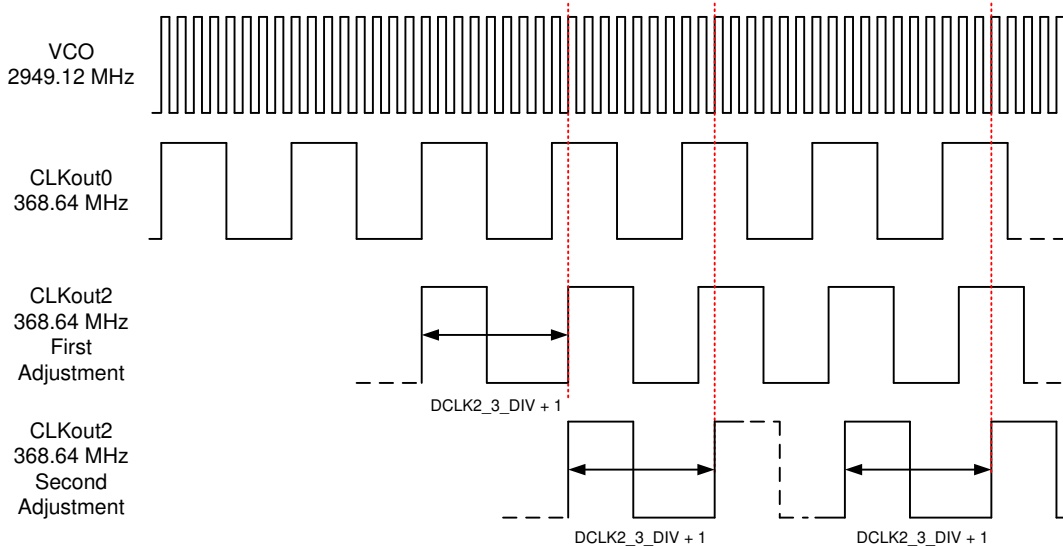 VCO
2949.12 MHz
CLKout0
368.64 MHz
CLKout2
368.64 MHz
First
Adjustment
DCLK2_3_DIV + 1
CLKout2
368.64 MHz
Second
Adjustment
DCLK2_3_DIV + 1
DCLK2_3_DIV + 1